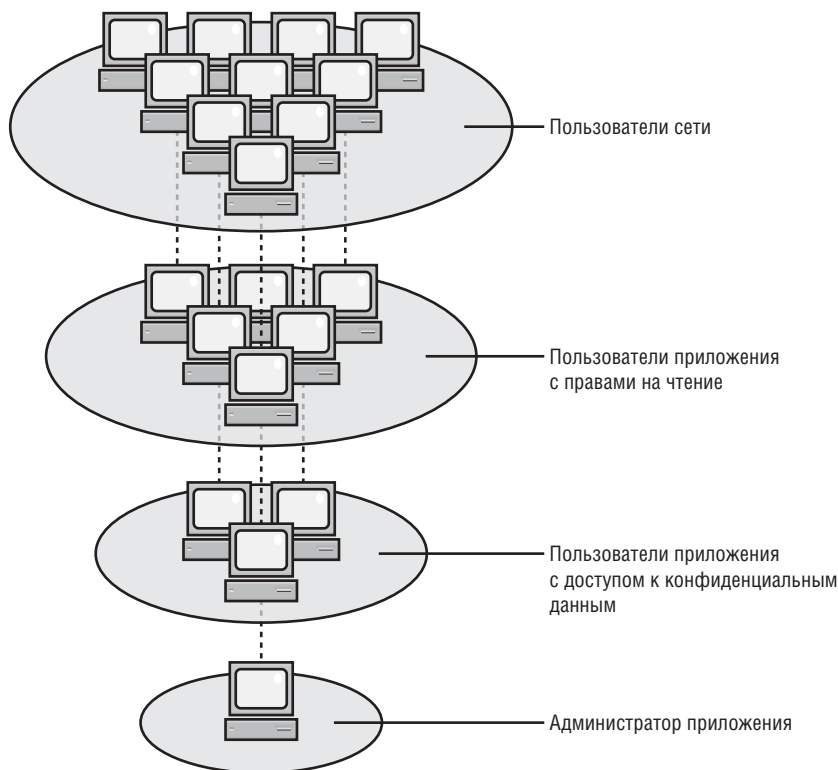 Пользователи сети
Пользователи приложения
с правами на чтение
Пользователи приложения
с доступом к конфиденциальным
данным
Администратор приложения